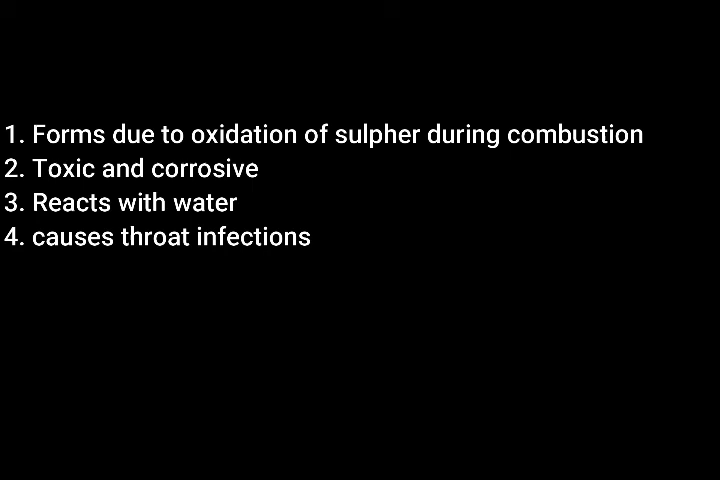 1. Forms due to oxidation of sulpher during combustion
2. Toxic and corrosive
3. Reacts with water
4. causes throat infections